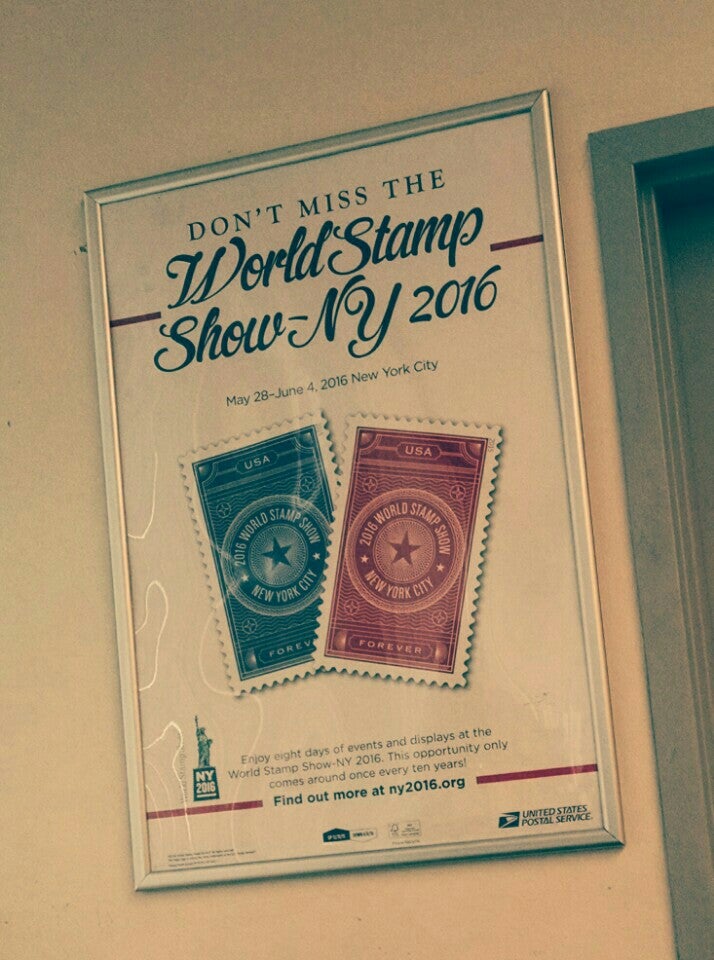 DON'T MISS THE
World Stamp
Show-NY 2016
May 28–June 4, 2016 New York City
USA
2016 WORLD STAMP SHOW
NEW YORK CITY
FOREV
USA
2016 WORLD STAMP SHOW
NEW YORK CITY
FOREVER
2015
NY
2016
Enjoy eight days of events and displays at the
World Stamp Show-NY 2016. This opportunity only
comes around once every ten years!
Find out more at ny2016.org
UNITED STATES
POSTAL SERVICE.